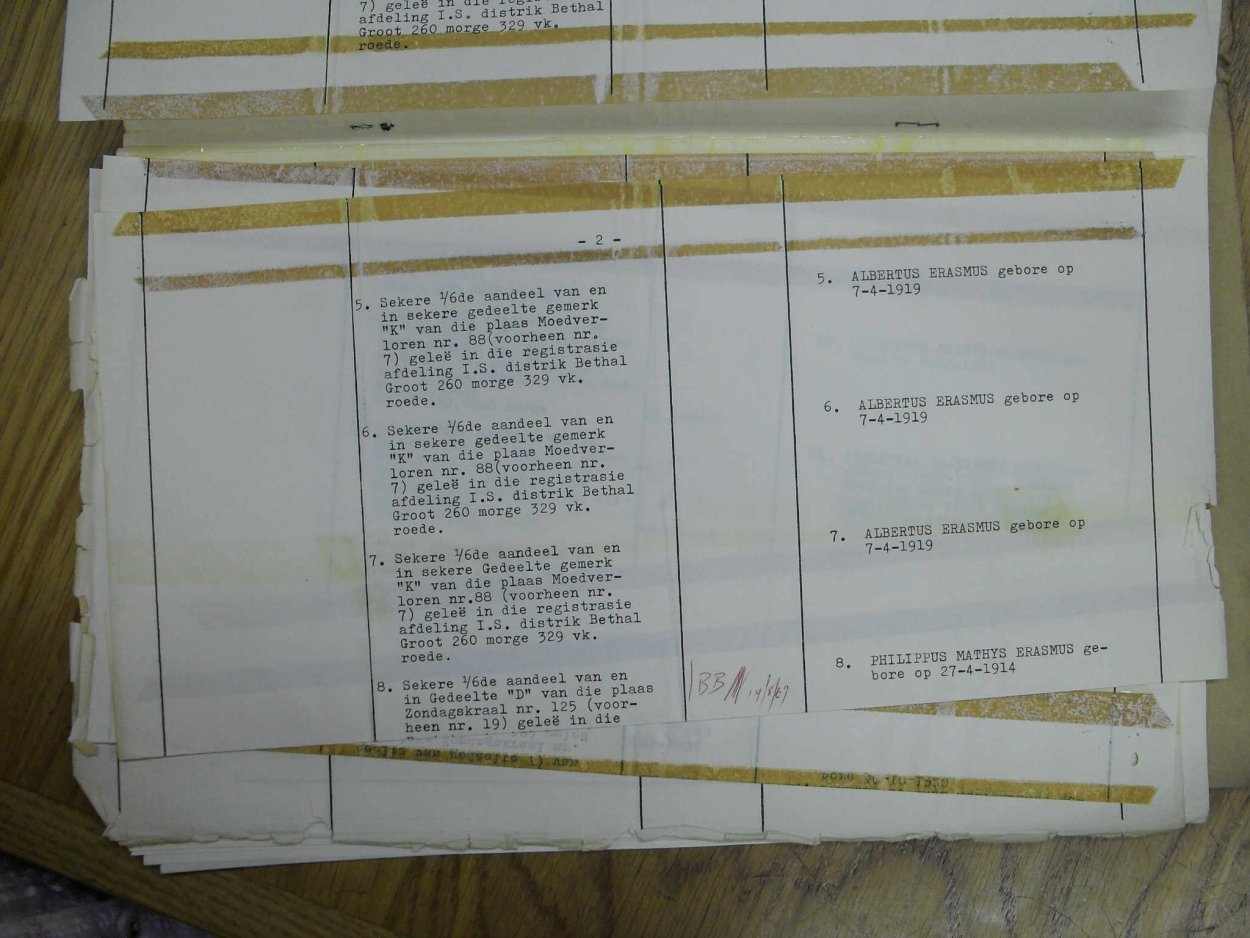 7) geleë in die
afdeling I.S. distrik Bethal
Groot 260 morge 329 vk.
roede.
- 2 -
5. Sekere 1/6de aandeel van en
in sekere gedeelte gemerk
"K" van die plaas Moedver-
loren nr. 88(voorheen nr.
7) geleë in die registrasie
afdeling I.S. distrik Bethal
Groot 260 morge 329 vk.
roede.
5. ALBERTUS ERASMUS gebore op
7-4-1919
6. Sekere 1/6de aandeel van en
in sekere gedeelte gemerk
"K" van die plaas Moedver-
loren nr. 88(voorheen nr.
7) geleë in die registrasie
afdeling I.S. distrik Bethal
Groot 260 morge 329 vk.
roede.
6. ALBERTUS ERASMUS gebore op
7-4-1919
7. Sekere 1/6de aandeel van en
in sekere Gedeelte gemerk
"K" van die plaas Moedver-
loren nr.88 (voorheen nr.
7) geleë in die registrasie
afdeling I.S. distrik Bethal
Groot 260 morge 329 vk.
roede.
7. ALBERTUS ERASMUS gebore op
7-4-1919
8. Sekere 1/6de aandeel van en
in Gedeelte "D" van die plaas
Zondagskraal nr. 125 (voor-
heen nr. 19) geleë in die
8. PHILIPPUS MATHYS ERASMUS ge-
bore op 27-4-1914